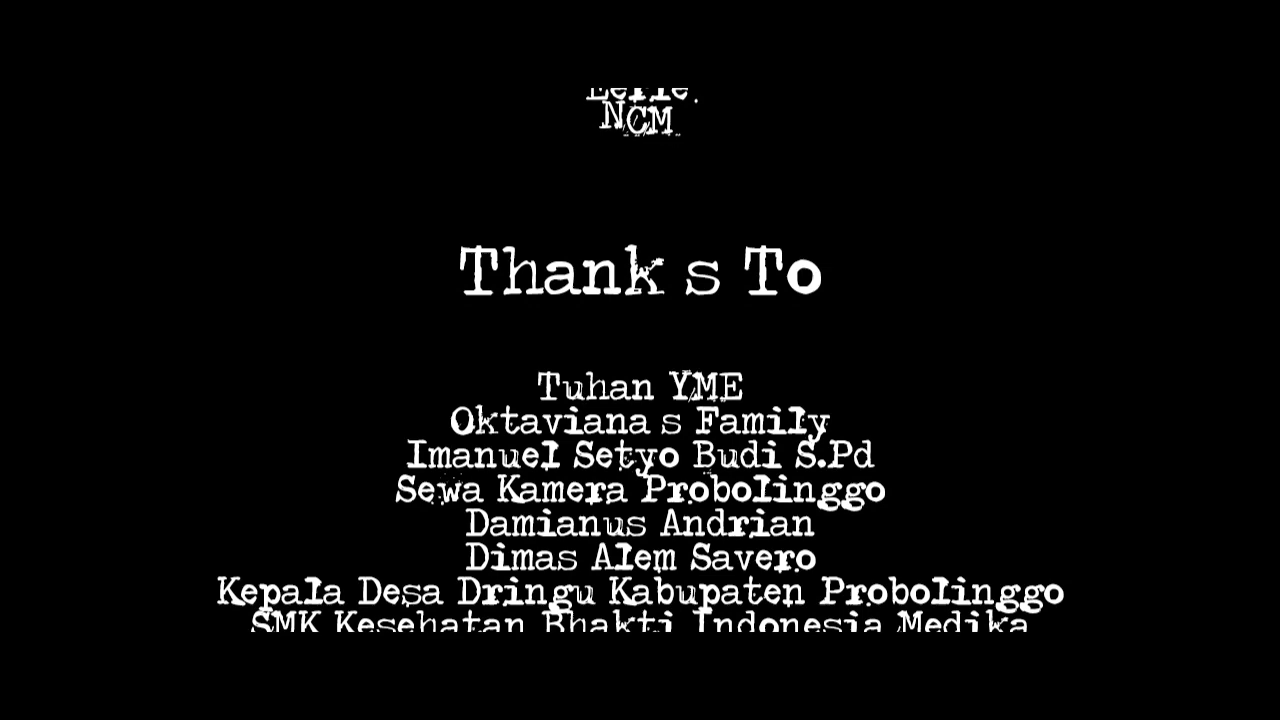 NCM
Thanks To
Tuhan YME
Oktaviana s Family
Imanuel Setyo Budi S.Pd
Sewa Kamera Probolinggo
Damianus Andrian
Dimas Alem Savero
Kepala Desa Dringu Kabupaten Probolinggo
SMK Kesehatan Bhakti Indonesia Medika